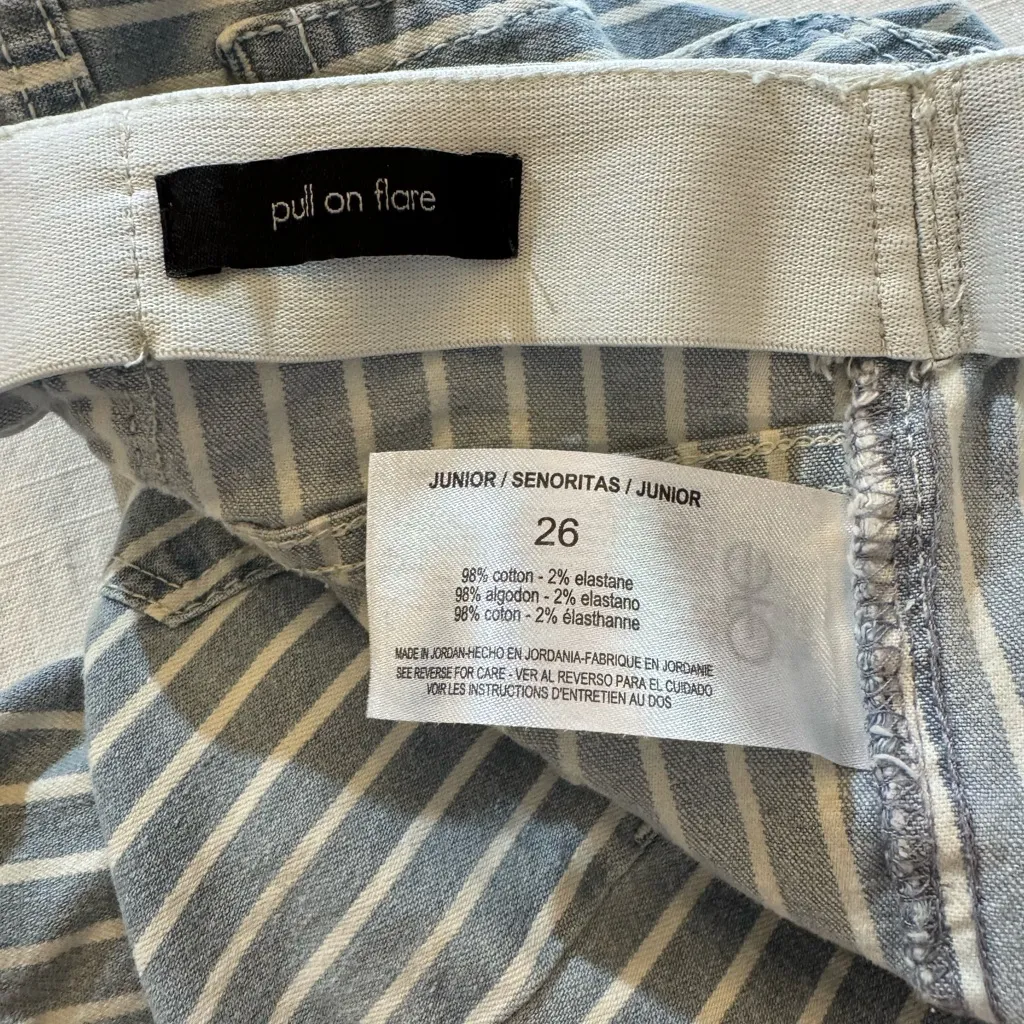 pull on flare
JUNIOR / SENORITAS / JUNIOR
26
98% cotton - 2% elastane
98% algodon - 2% elastano
98% coton - 2% élasthanne
MADE IN JORDAN-HECHO EN JORDANIA-FABRIQUE EN JORDANIE
SEE REVERSE FOR CARE - VER AL REVERSO PARA EL CUIDADO
VOIR LES INSTRUCTIONS D'ENTRETIEN AU DOS